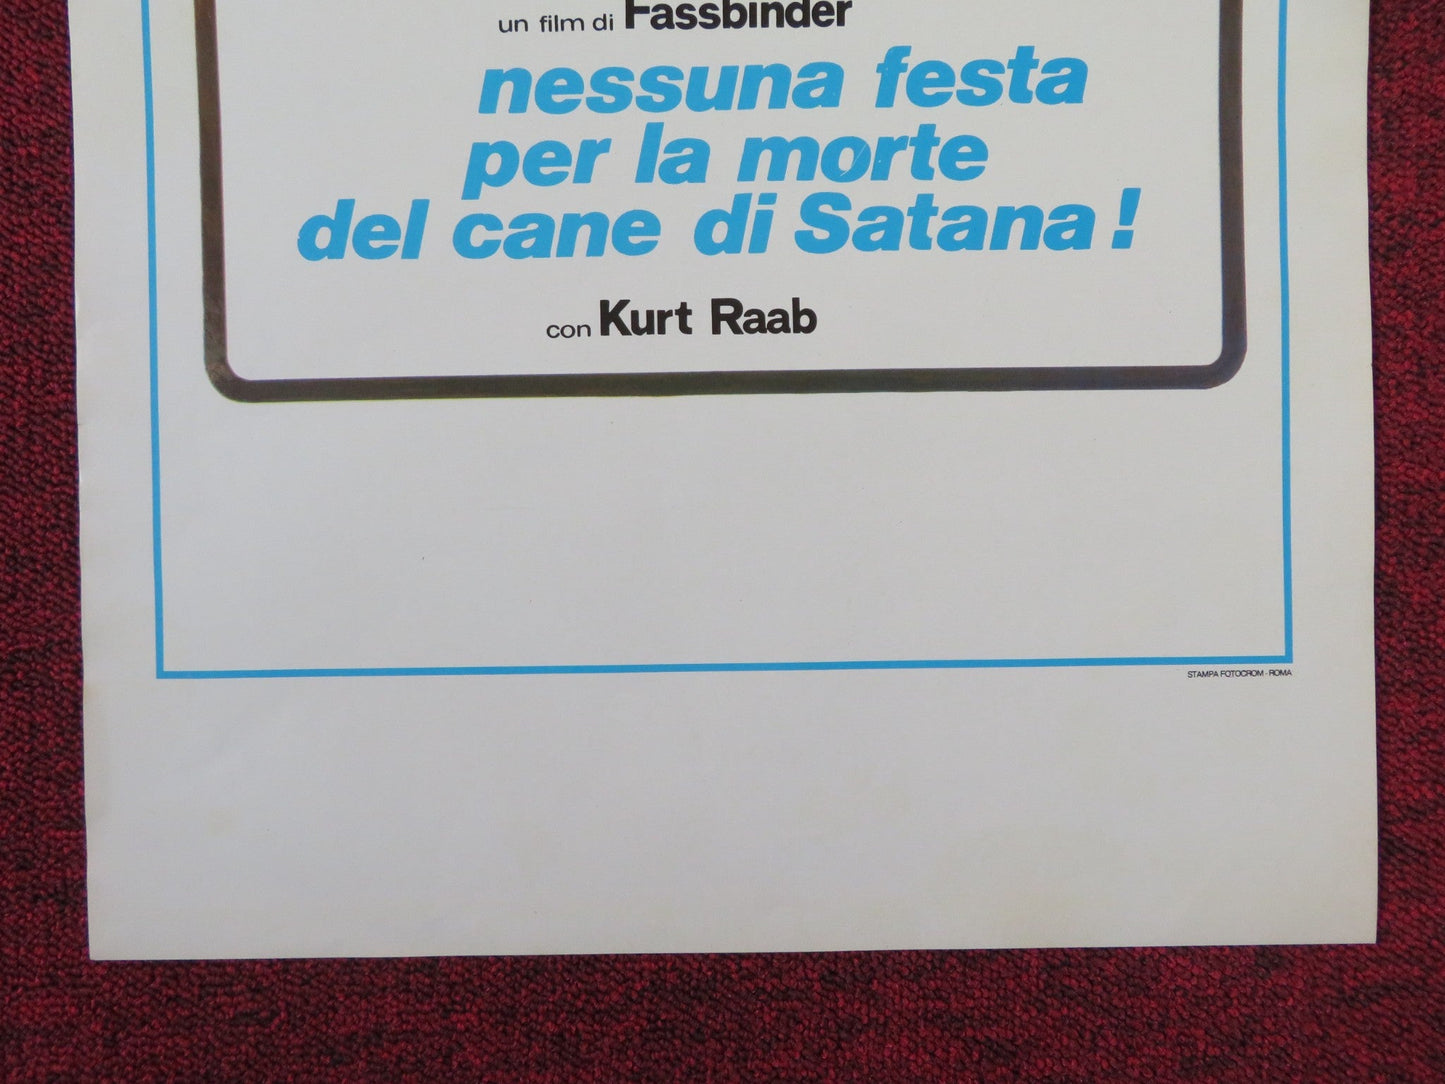 un film di Fassbinder
nessuna festa
per la morte
del cane di Satana!
con Kurt Raab
STAMPA FOTOCROM - ROMA